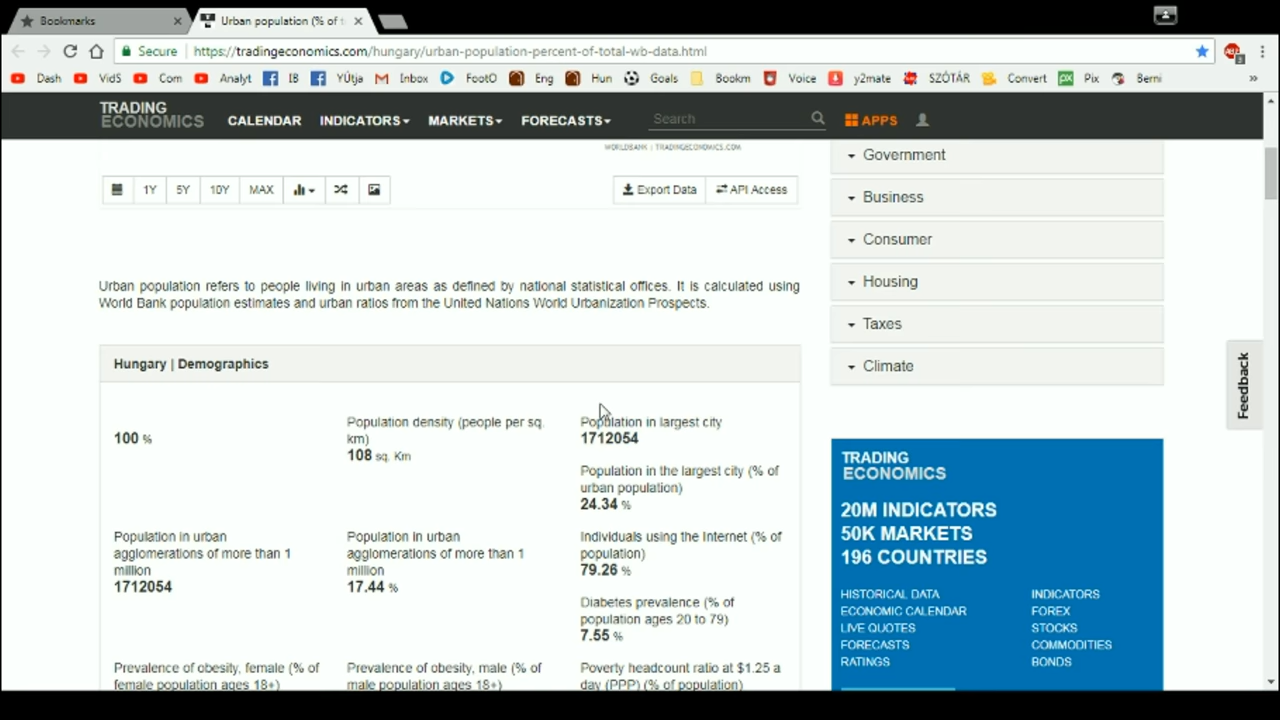 Bookmarks
Urban population (% of t
Secure
https://tradingeconomics.com/hungary/urban-population-percent-of-total-wb-data.html
Dash VidS Com Analyt IB YÚtja Inbox FootO Eng Hun Goals Bookm Voice y2mate SZÓTÁR Convert Pix Berni »
TRADING
ECONOMICS
CALENDAR INDICATORS MARKETS FORECASTS Search APPS
WORLDBANK | TRADINGECONOMICS.COM
1Y 5Y 10Y MAX
Export Data API Access
Urban population refers to people living in urban areas as defined by national statistical offices. It is calculated using
World Bank population estimates and urban ratios from the United Nations World Urbanization Prospects.
Hungary | Demographics
100 %
Population density (people per sq.
km)
108 sq. Km
Population in largest city
1712054
Population in the largest city (% of
urban population)
24.34 %
Population in urban
agglomerations of more than 1
million
1712054
Population in urban
agglomerations of more than 1
million
17.44 %
Individuals using the Internet (% of
population)
79.26 %
Diabetes prevalence (% of
population ages 20 to 79)
7.55 %
Prevalence of obesity, female (% of
female population ages 18+)
Prevalence of obesity, male (% of
male population ages 18+)
Poverty headcount ratio at $1.25 a
day (PPP) (% of population)
Government
Business
Consumer
Housing
Taxes
Climate
Feedback
TRADING
ECONOMICS
20M INDICATORS
50K MARKETS
196 COUNTRIES
HISTORICAL DATA
ECONOMIC CALENDAR
LIVE QUOTES
FORECASTS
RATINGS
INDICATORS
FOREX
STOCKS
COMMODITIES
BONDS